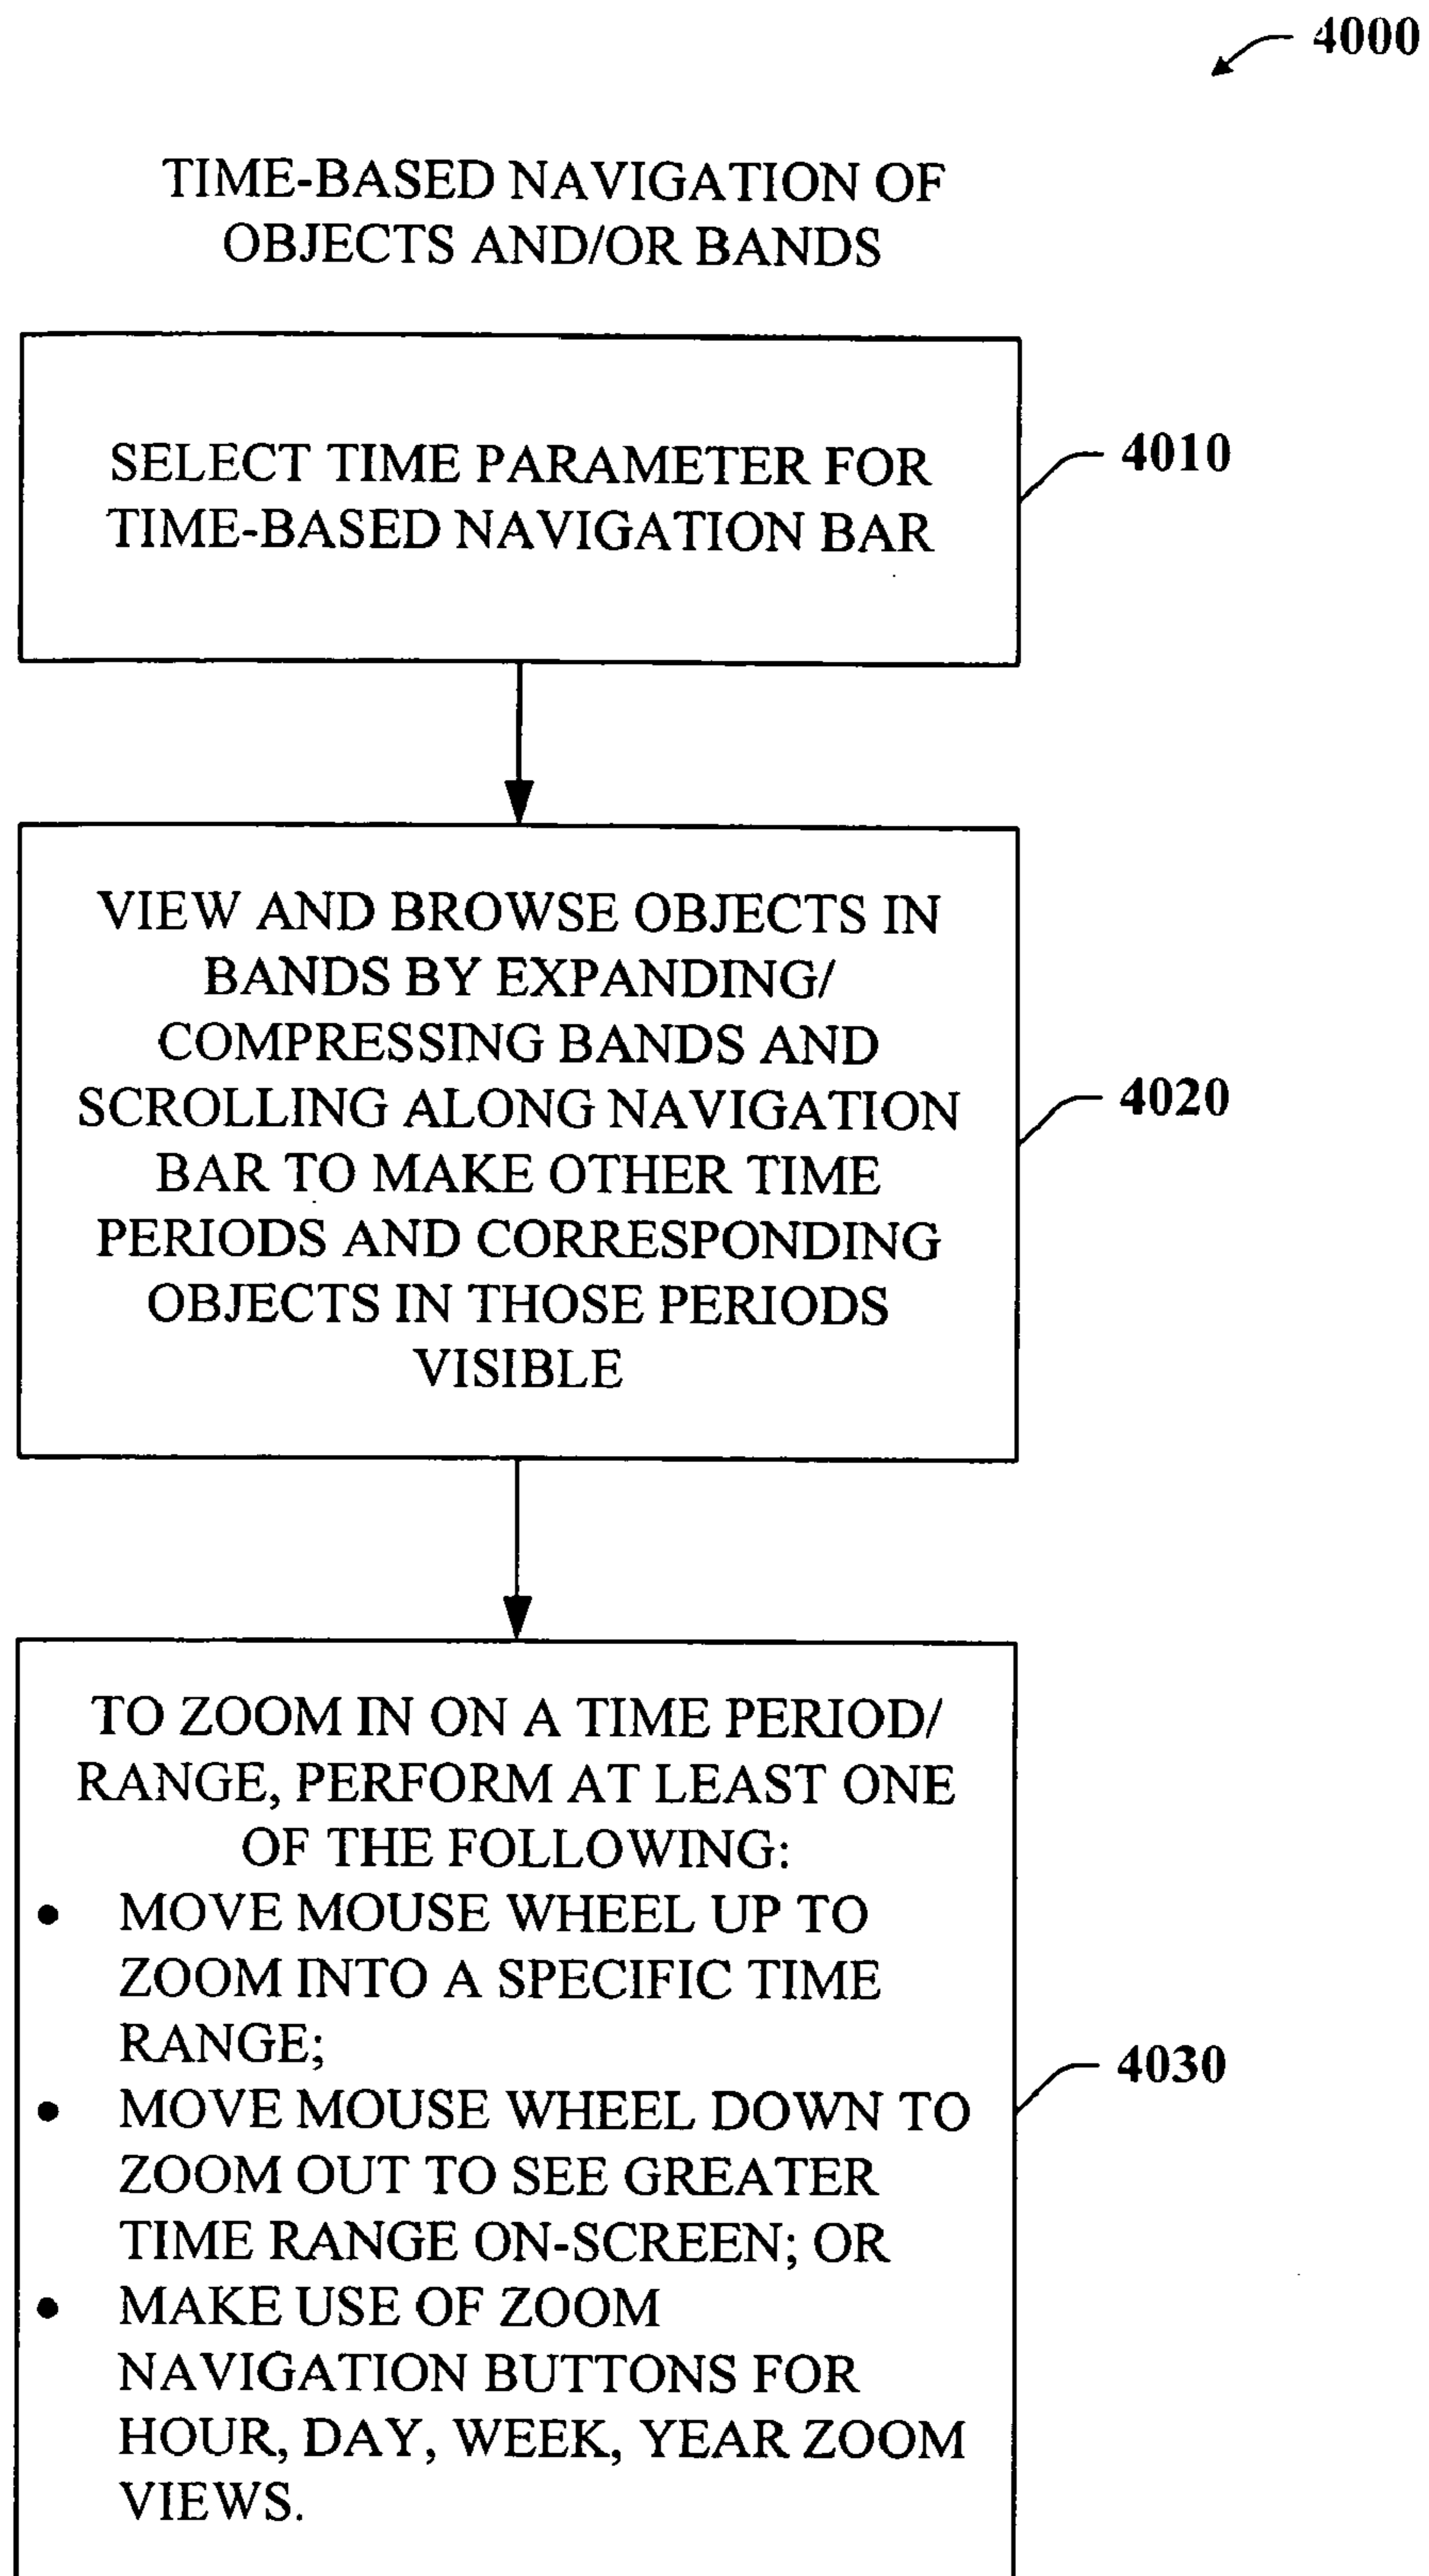 4000
TIME-BASED NAVIGATION OF
OBJECTS AND/OR BANDS
SELECT TIME PARAMETER FOR
TIME-BASED NAVIGATION BAR
4010
VIEW AND BROWSE OBJECTS IN
BANDS BY EXPANDING/
COMPRESSING BANDS AND
SCROLLING ALONG NAVIGATION
BAR TO MAKE OTHER TIME
PERIODS AND CORRESPONDING
OBJECTS IN THOSE PERIODS
VISIBLE
4020
TO ZOOM IN ON A TIME PERIOD/
RANGE, PERFORM AT LEAST ONE
OF THE FOLLOWING:
• MOVE MOUSE WHEEL UP TO
ZOOM INTO A SPECIFIC TIME
RANGE;
• MOVE MOUSE WHEEL DOWN TO
ZOOM OUT TO SEE GREATER
TIME RANGE ON-SCREEN; OR
• MAKE USE OF ZOOM
NAVIGATION BUTTONS FOR
HOUR, DAY, WEEK, YEAR ZOOM
VIEWS.
4030